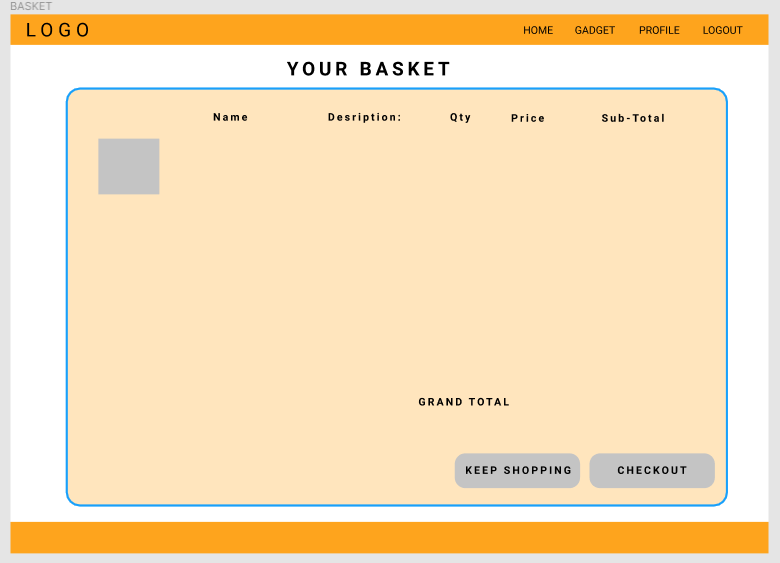 BASKET
LOGO HOME GADGET PROFILE LOGOUT
YOUR BASKET
Name Desription: Qty Price Sub-Total
GRAND TOTAL
KEEP SHOPPING CHECKOUT